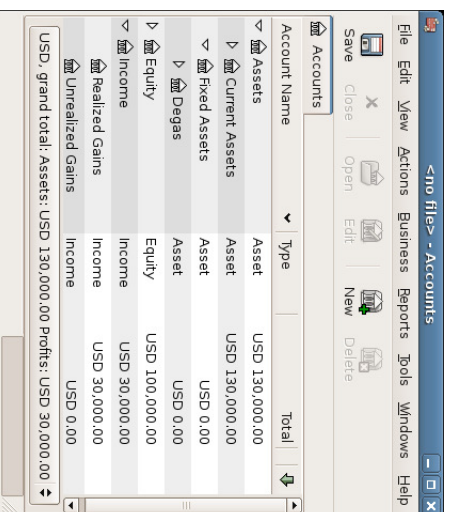 <no file> - Accounts
File Edit View Actions Business Reports Tools Windows Help
Save Close Open Edit New Delete
Accounts
Account Name Type Total
Assets Asset USD 130,000.00
Current Assets Asset USD 130,000.00
Fixed Assets Asset USD 0.00
Degas Asset USD 0.00
Equity Equity USD 100,000.00
Income Income USD 30,000.00
Realized Gains Income USD 30,000.00
Unrealized Gains Income USD 0.00
USD, grand total: Assets: USD 130,000.00 Profits: USD 30,000.00